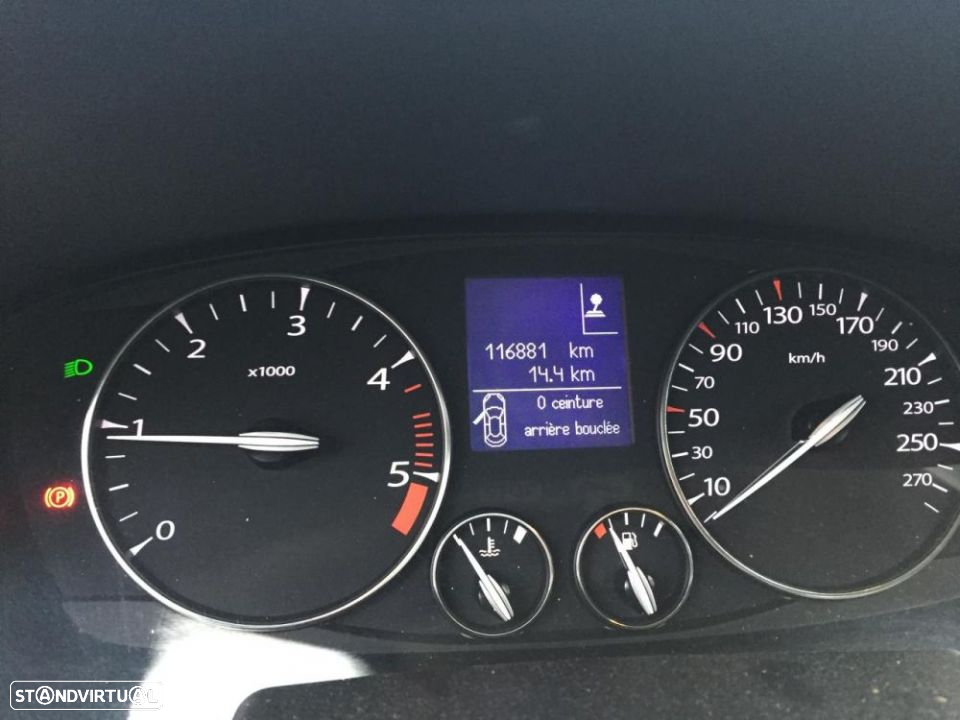 0
1
2
3
4
5
x1000
116881 km
14.4 km
0 ceinture
arrière bouclée
10
30
50
70
90
110
130
150
170
190
210
230
250
270
km/h
P
STANDVIRTUAL